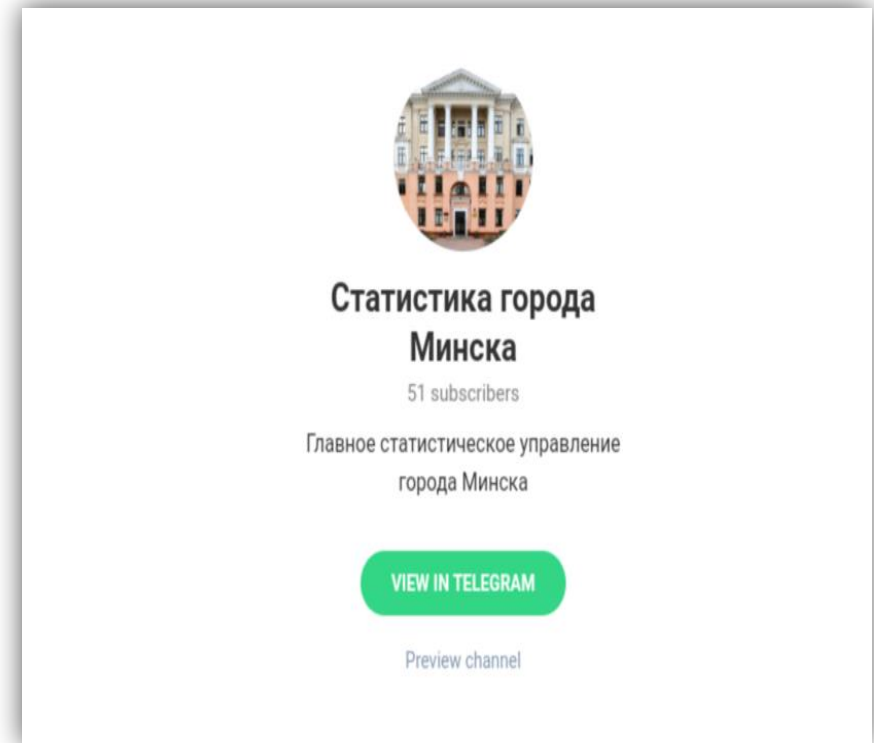 Статистика города
Минска
51 subscribers
Главное статистическое управление
города Минска
VIEW IN TELEGRAM
Preview channel